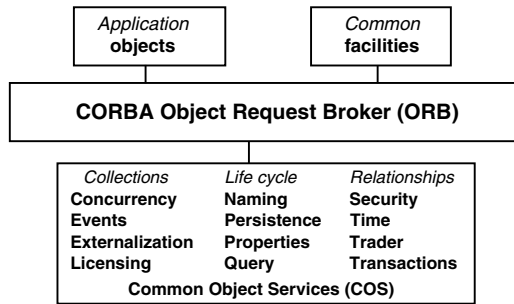 Application
objects
Common
facilities
CORBA Object Request Broker (ORB)
Collections Life cycle Relationships
Concurrency Naming Security
Events Persistence Time
Externalization Properties Trader
Licensing Query Transactions
Common Object Services (COS)